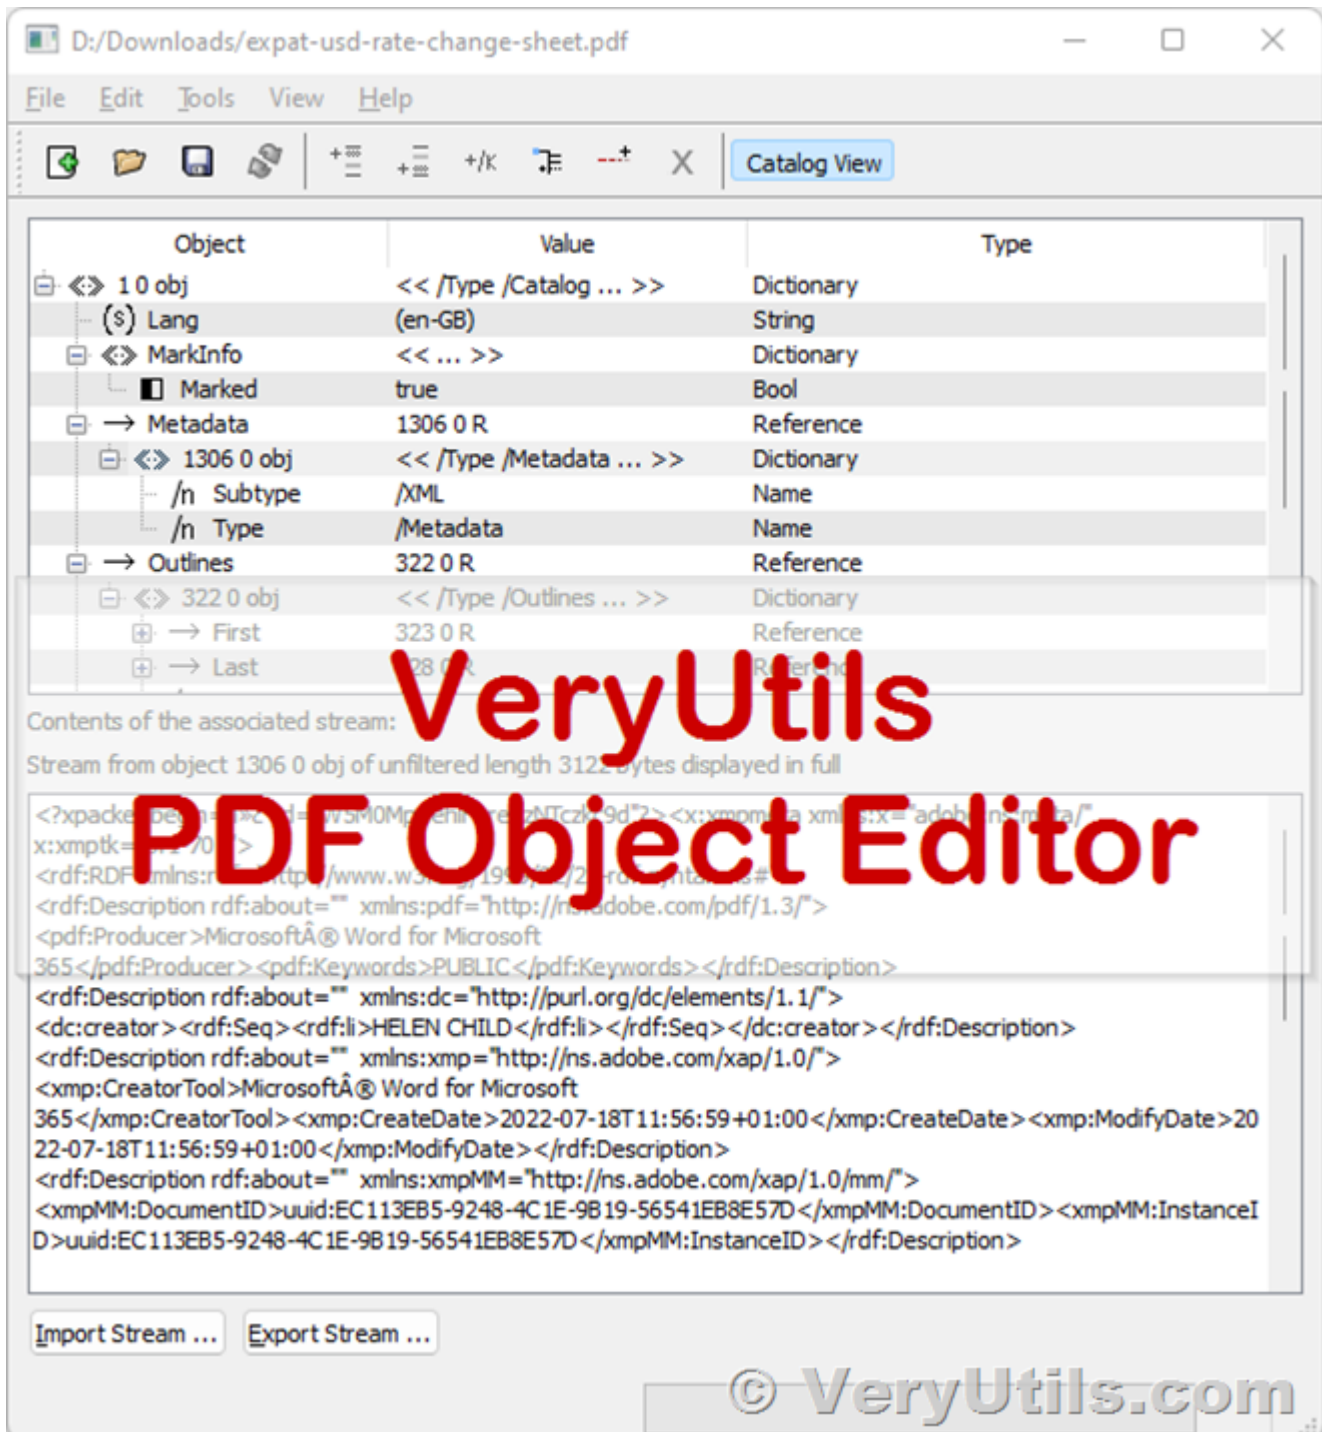 D:/Downloads/expat-usd-rate-change-sheet.pdf
File Edit Tools View Help
+/K Catalog View
Object Value Type
1 0 obj << /Type /Catalog ... >> Dictionary
(s) Lang (en-GB) String
MarkInfo << ... >> Dictionary
Marked true Bool
Metadata 1306 0 R Reference
1306 0 obj << /Type /Metadata ... >> Dictionary
/n Subtype /XML Name
/n Type /Metadata Name
Outlines 322 0 R Reference
322 0 obj << /Type /Outlines ... >> Dictionary
First 323 0 R Reference
Last
VeryUtils
Contents of the associated stream:
Stream from object 1306 0 obj of unfiltered length 3122 bytes displayed in full
PDF Object Editor
<rdf:Description rdf:about="" xmlns:pdf="http://ns.adobe.com/pdf/1.3/">
<pdf:Producer>MicrosoftÂ® Word for Microsoft
365</pdf:Producer><pdf:Keywords>PUBLIC</pdf:Keywords></rdf:Description>
<rdf:Description rdf:about="" xmlns:dc="http://purl.org/dc/elements/1.1/">
<dc:creator><rdf:Seq><rdf:li>HELEN CHILD</rdf:li></rdf:Seq></dc:creator></rdf:Description>
<rdf:Description rdf:about="" xmlns:xmp="http://ns.adobe.com/xap/1.0/">
<xmp:CreatorTool>MicrosoftÂ® Word for Microsoft
365</xmp:CreatorTool><xmp:CreateDate>2022-07-18T11:56:59+01:00</xmp:CreateDate><xmp:ModifyDate>20
22-07-18T11:56:59+01:00</xmp:ModifyDate></rdf:Description>
<rdf:Description rdf:about="" xmlns:xmpMM="http://ns.adobe.com/xap/1.0/mm/">
<xmpMM:DocumentID>uuid:EC113EB5-9248-4C1E-9B19-56541EB8E57D</xmpMM:DocumentID><xmpMM:InstanceI
D>uuid:EC113EB5-9248-4C1E-9B19-56541EB8E57D</xmpMM:InstanceID></rdf:Description>
Import Stream ... Export Stream ...
© VeryUtils.com